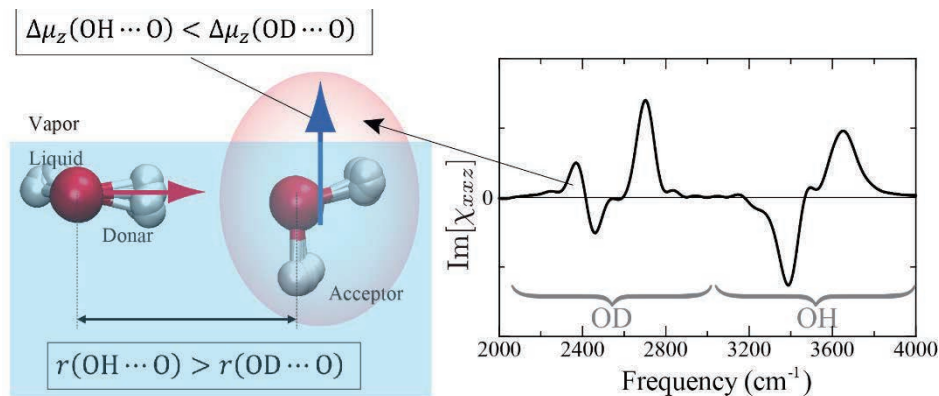 Δμz(OH⋯O) < Δμz(OD⋯O)
Vapor
Liquid
Donar
Acceptor
r(OH⋯O) > r(OD⋯O)
Im[χxxz]
0
OD
OH
2000 2400 2800 3200 3600 4000
Frequency (cm⁻¹)